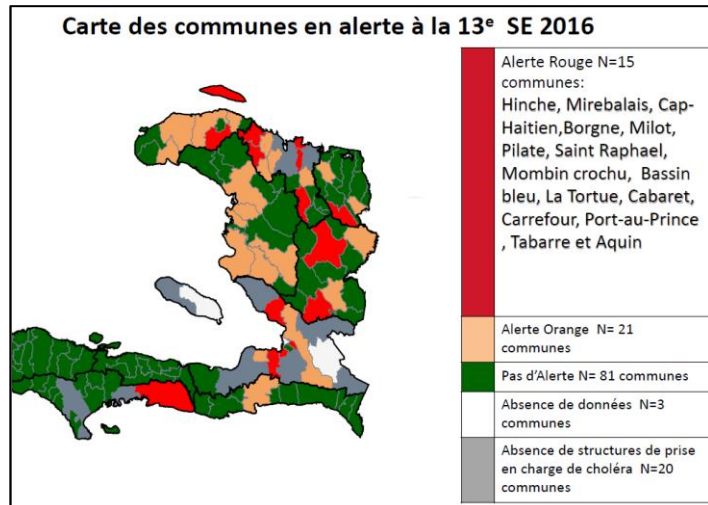 Carte des communes en alerte à la 13e SE 2016
Alerte Rouge N=15
communes:
Hinche, Mirebalais, Cap-
Haitien,Borgne, Milot,
Pilate, Saint Raphael,
Mombin crochu, Bassin
bleu, La Tortue, Cabaret,
Carrefour, Port-au-Prince
, Tabarre et Aquin
Alerte Orange N= 21
communes
Pas d'Alerte N= 81 communes
Absence de données N=3
communes
Absence de structures de prise
en charge de choléra N=20
communes